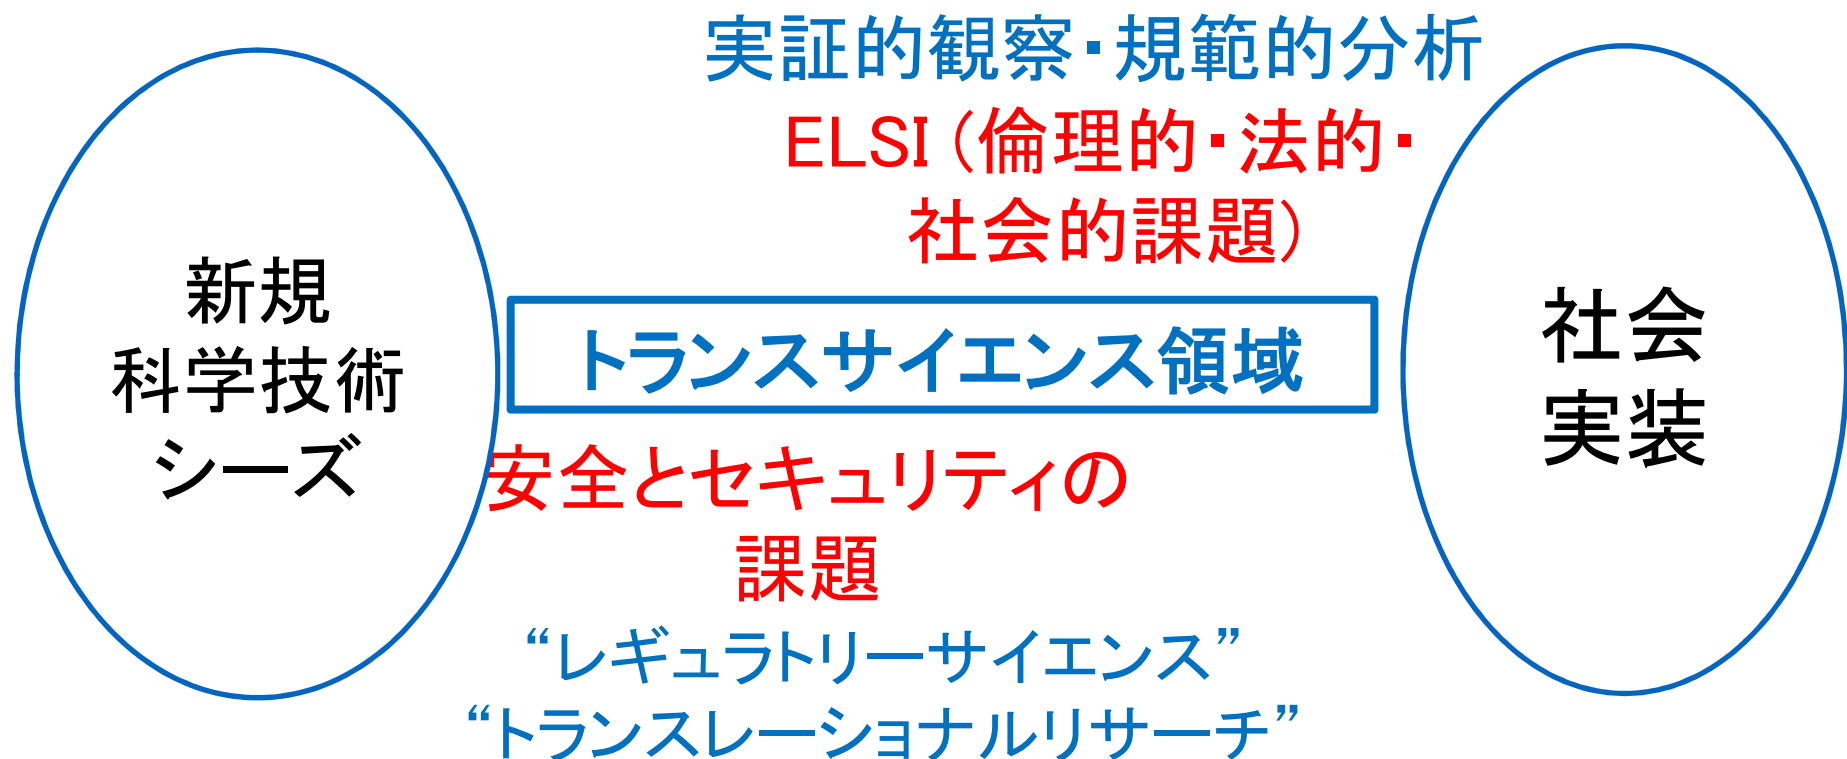 実証的観察・規範的分析
ELSI（倫理的・法的・
社会的課題）
新規
科学技術
シーズ
トランスサイエンス領域
社会
実装
安全とセキュリティの
課題
“レギュラトリーサイエンス”
“トランスレーショナルリサーチ”